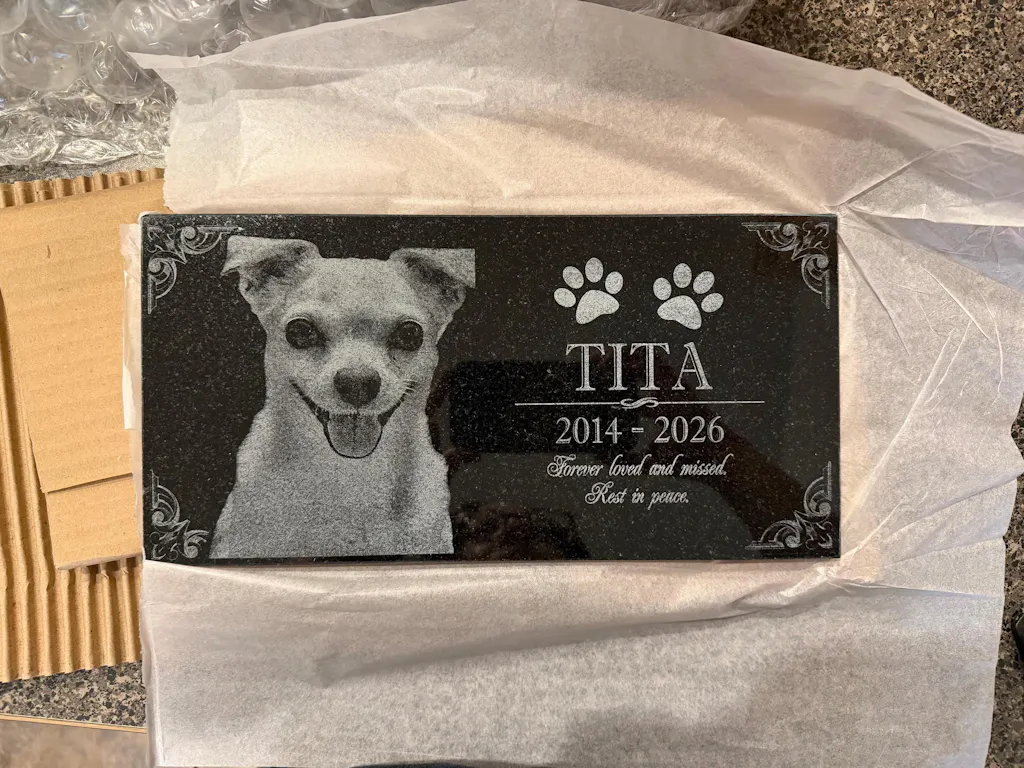 TITA
2014 - 2026
Forever loved and missed.
Rest in peace.